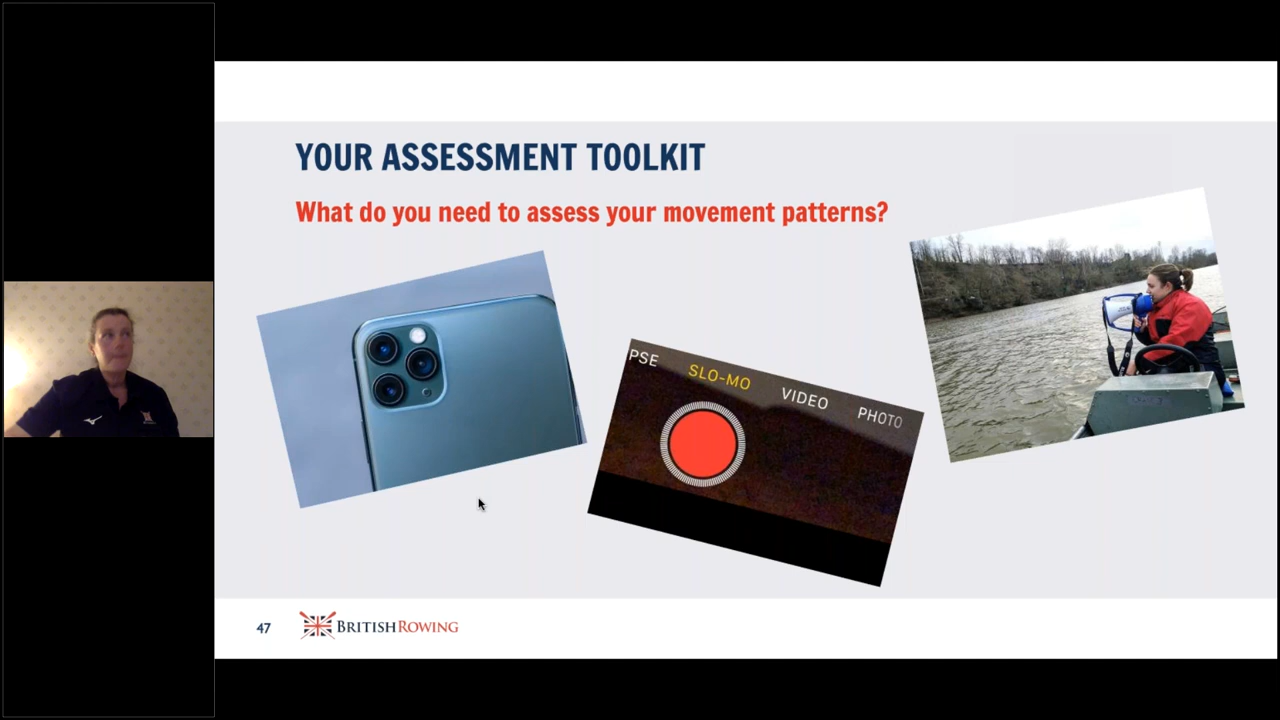 YOUR ASSESSMENT TOOLKIT
What do you need to assess your movement patterns?
PSE
SLO-MO
VIDEO
PHOTO
47
BRITISH ROWING